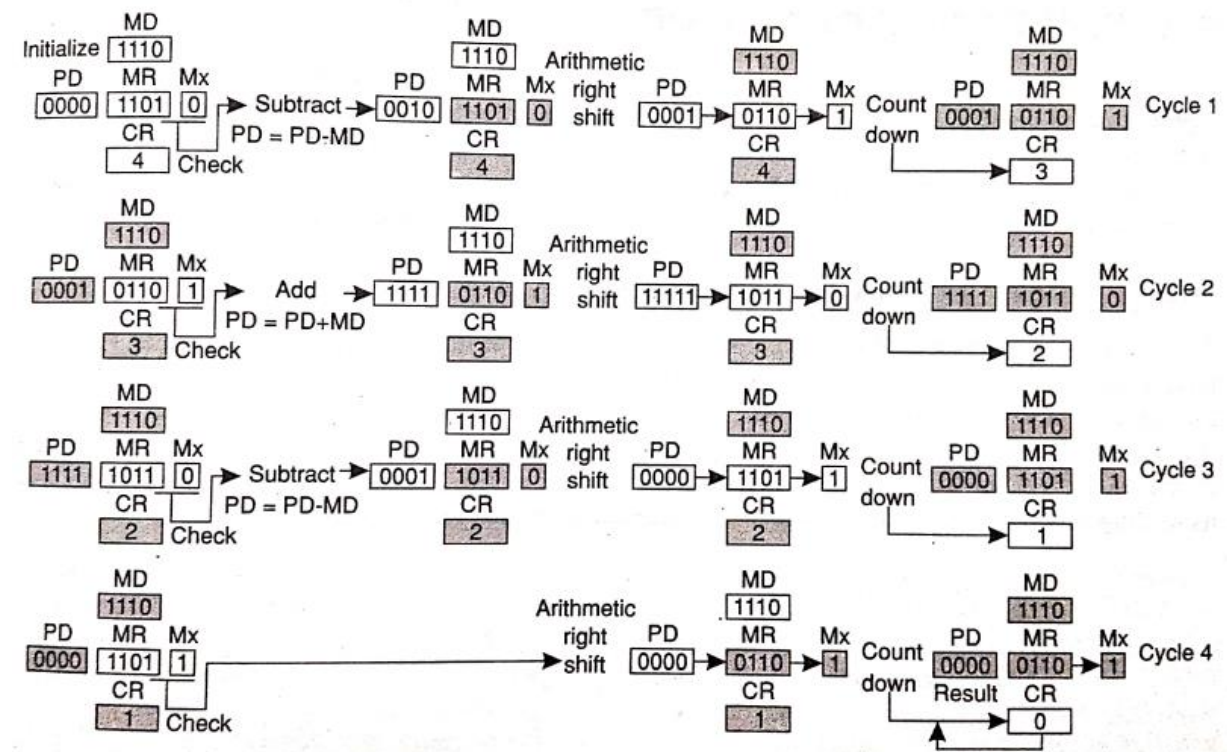 MD
Initialize 1110
PD MR Mx
0000 1101 0
CR
4 Check
Subtract
PD = PD-MD
MD
1110
PD MR Mx
0010 1101 0
CR
4
Arithmetic
right
shift
MD
1110
PD MR Mx
0001 0110 1
CR
4
Count
down
MD
1110
PD MR Mx
0001 0110 1
CR
3
Cycle 1
MD
1110
PD MR Mx
0001 0110 1
CR
3 Check
Add
PD = PD+MD
MD
1110
PD MR Mx
1111 0110 1
CR
3
Arithmetic
right
shift
MD
1110
PD MR Mx
11111 1011 0
CR
3
Count
down
MD
1110
PD MR Mx
1111 1011 0
CR
2
Cycle 2
MD
1110
PD MR Mx
1111 1011 0
CR
2 Check
Subtract
PD = PD-MD
MD
1110
PD MR Mx
0001 1011 0
CR
2
Arithmetic
right
shift
MD
1110
PD MR Mx
0000 1101 1
CR
2
Count
down
MD
1110
PD MR Mx
0000 1101 1
CR
1
Cycle 3
MD
1110
PD MR Mx
0000 1101 1
CR
1 Check
Arithmetic
right
shift
MD
1110
PD MR Mx
0000 0110 1
CR
1
Count
down
MD
1110
PD MR Mx
0000 0110 1
Result CR
0
Cycle 4